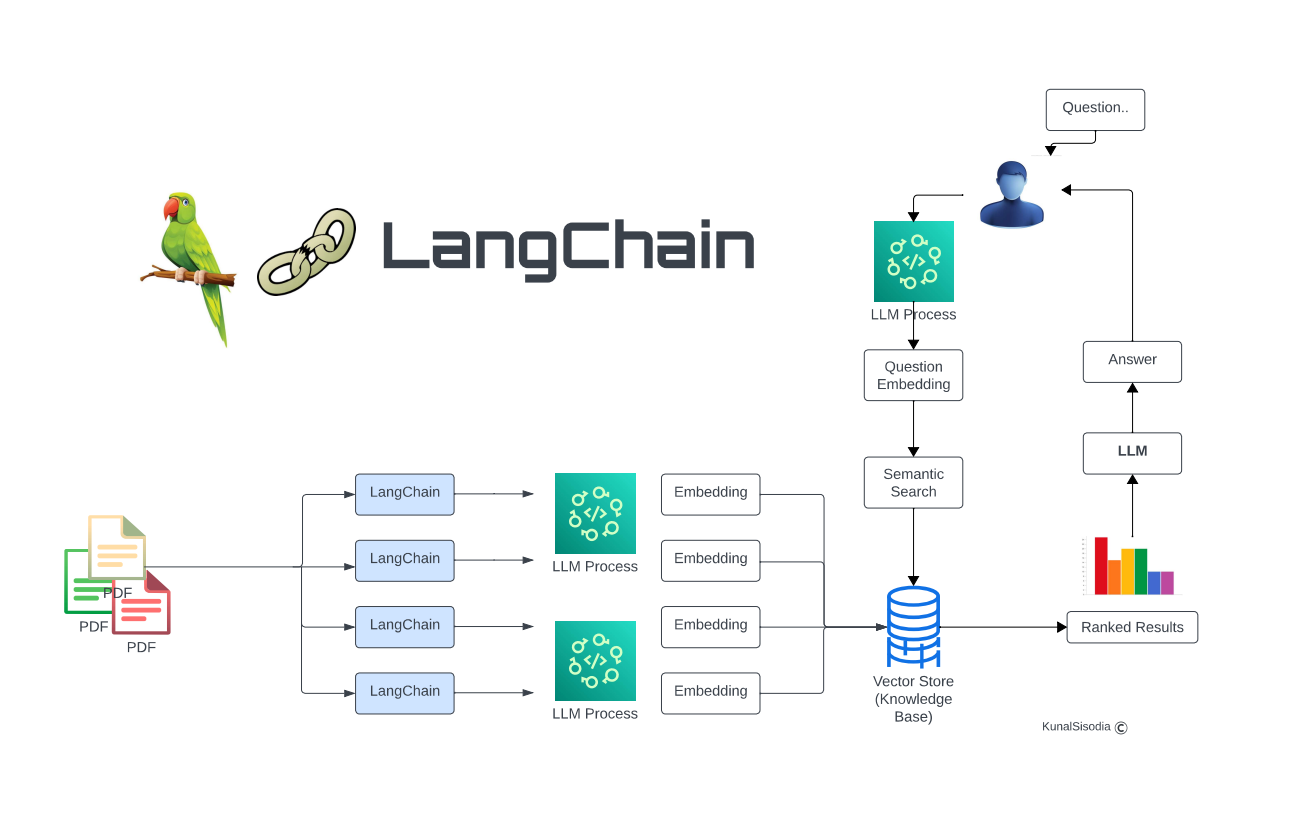 Question..
LangChain
LLM Process
Question
Embedding
Answer
LLM
Semantic
Search
LangChain
Embedding
LLM Process
LangChain
Embedding
PDF
PDF
PDF
LangChain
Embedding
Ranked Results
LangChain
Embedding
LLM Process
Vector Store
(Knowledge
Base)
KunalSisodia ©